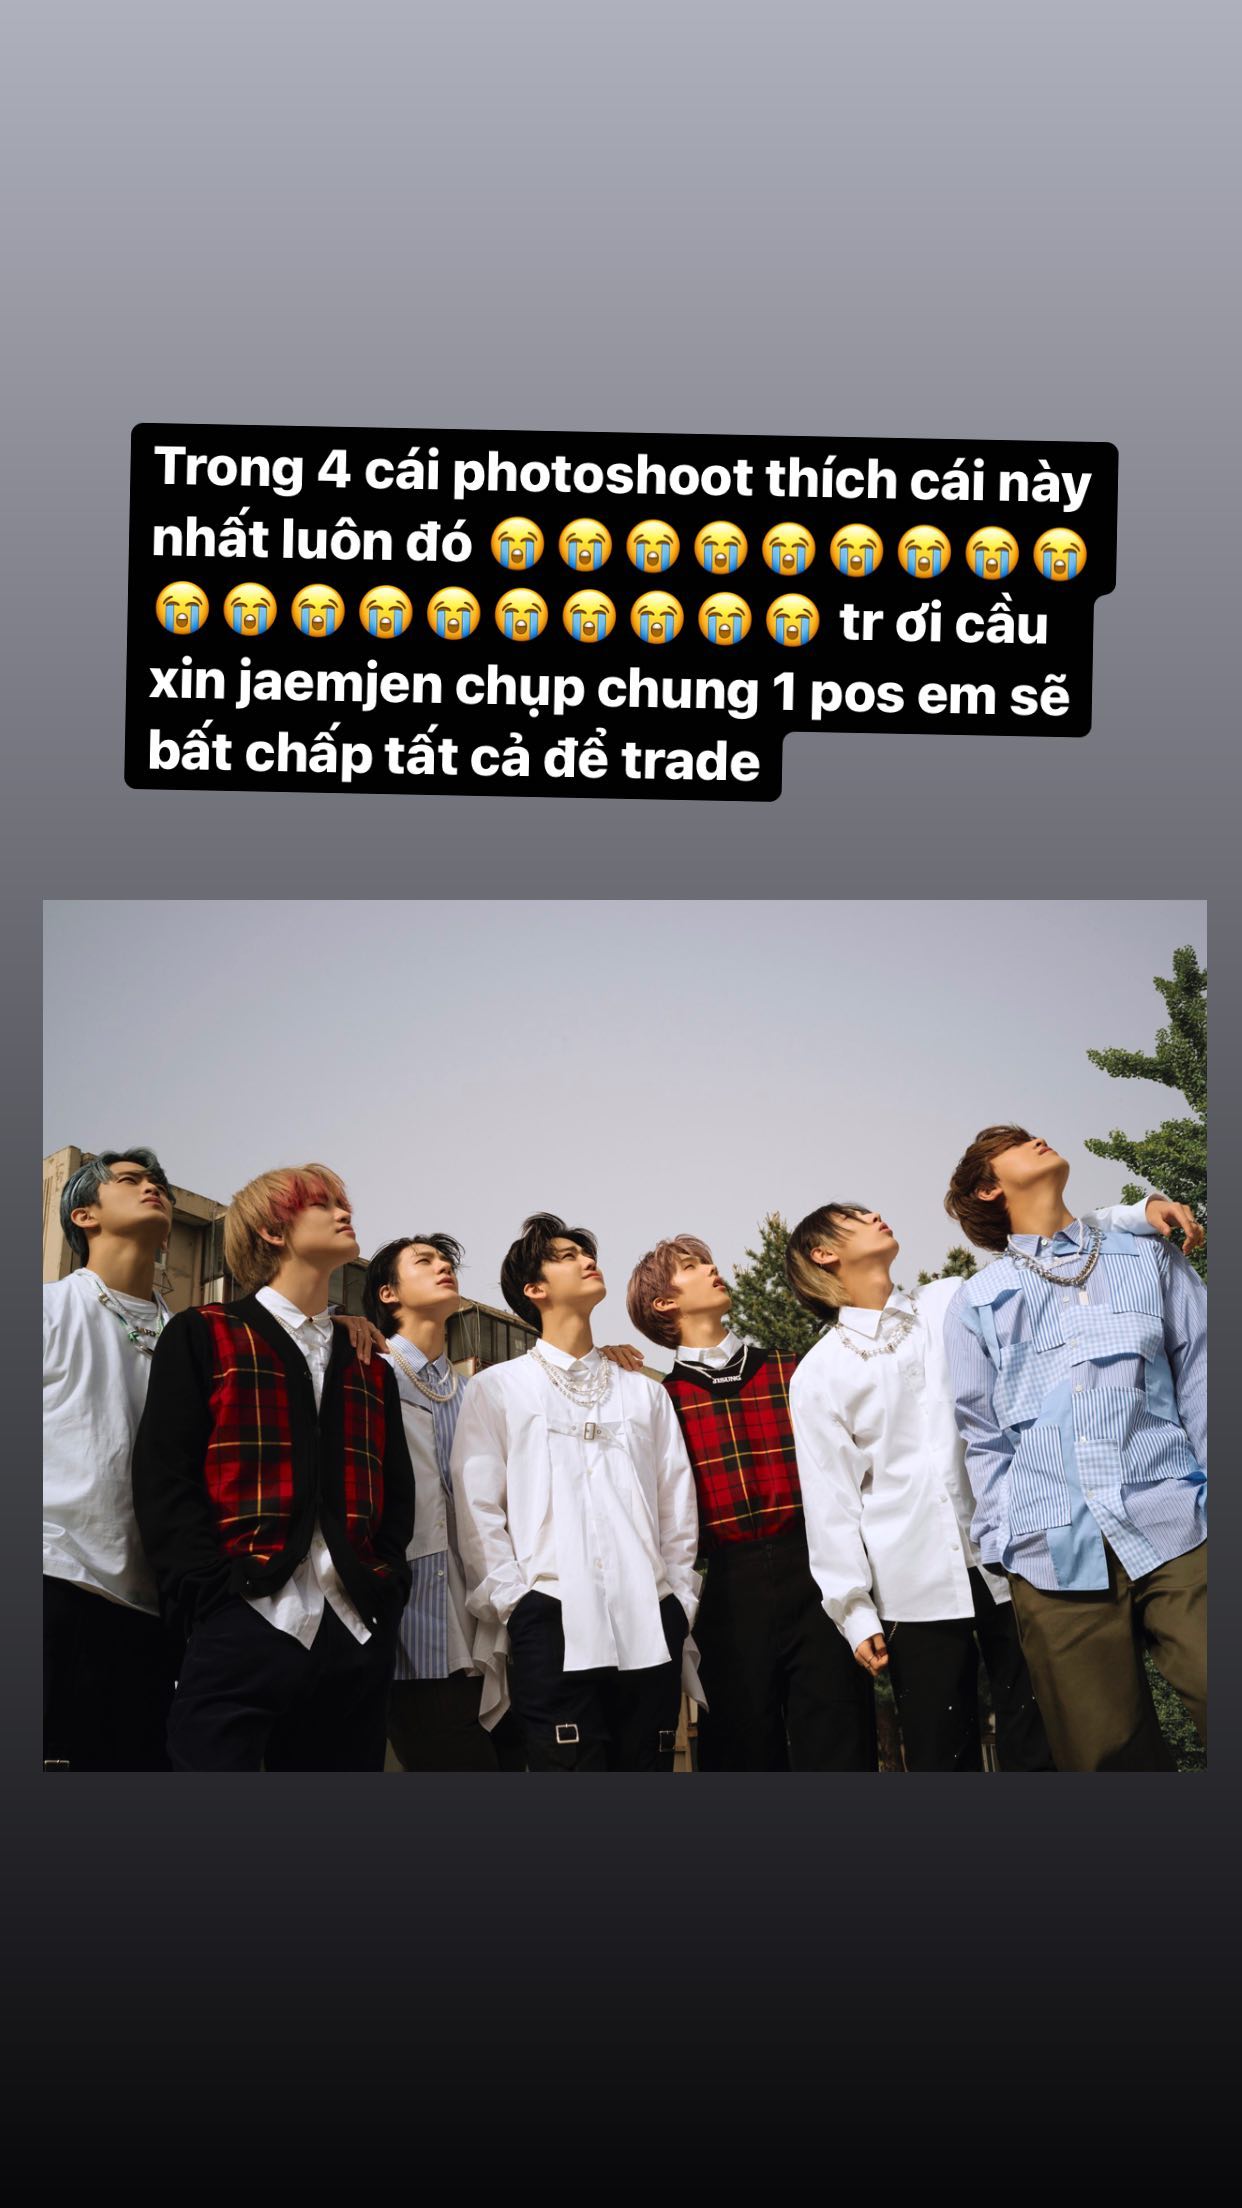 Trong 4 cái photoshoot thích cái này
nhất luôn đó 😭😭😭😭😭😭😭😭😭
😭😭😭😭😭😭😭😭😭😭 tr ơi cầu
xin jaemjen chụp chung 1 pos em sẽ
bất chấp tất cả để trade
JISUNG